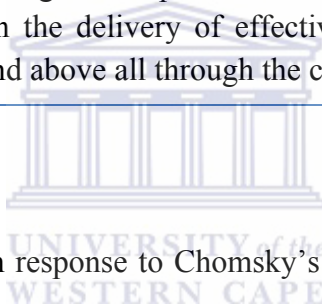 n the delivery of effectiv
nd above all through the c
UNIVERSITY of the
n response to Chomsky's
WESTERN CAPE